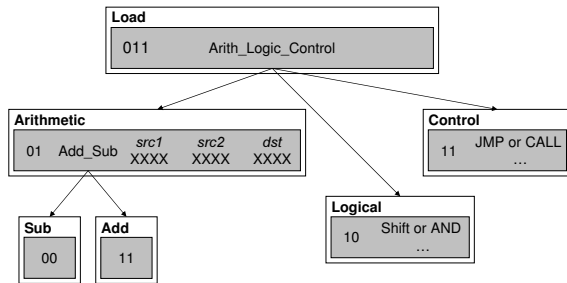 Load
011 Arith_Logic_Control
Arithmetic
01 Add_Sub src1 src2 dst
XXXX XXXX XXXX
Control
11 JMP or CALL
...
Sub
00
Add
11
Logical
10 Shift or AND
...